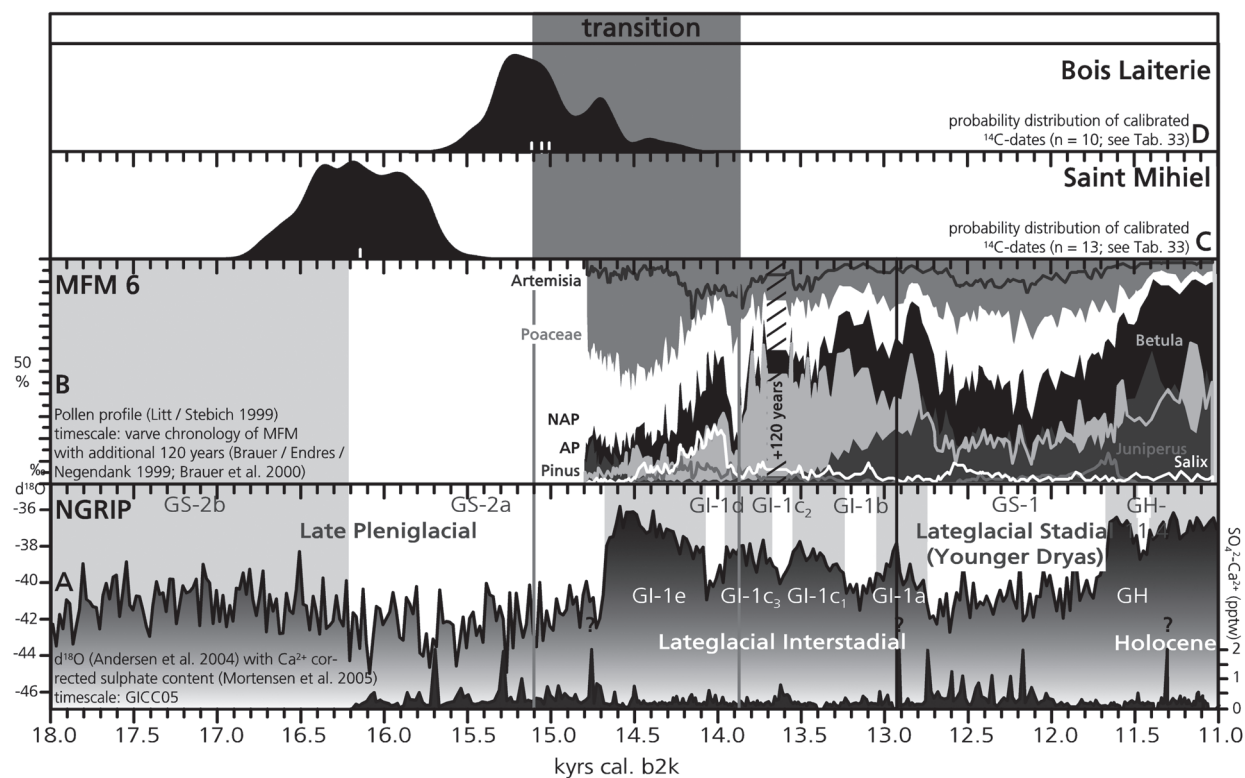 transition
Bois Laiterie
probability distribution of calibrated
¹⁴C-dates (n = 10; see Tab. 33)
D
Saint Mihiel
probability distribution of calibrated
¹⁴C-dates (n = 13; see Tab. 33)
C
MFM 6
Artemisia
Poaceae
Betula
50
%
B
Pollen profile (Litt / Stebich 1999)
timescale: varve chronology of MFM
with additional 120 years (Brauer / Endres /
Negendank 1999; Brauer et al. 2000)
NAP
AP
Pinus
+120 years
Juniperus
Salix
‰
d¹⁸O
NGRIP
GS-2b
GS-2a
GI-1d
GI-1c₂
GI-1b
GS-1
GH-
Late Pleniglacial
Lateglacial Stadia
(Younger Dryas)
-36
-38
-40
-42
-44
-46
A
GI-1e
GI-1c₃
GI-1c₁
GI-1a
GH
?
?
?
Lateglacial Interstadial
Holocene
d¹⁸O (Andersen et al. 2004) with Ca²⁺ cor-
rected sulphate content (Mortensen et al. 2005)
timescale: GICC05
SO₄²⁻-Ca²⁺ (pptw)
2
1
0
18.0 17.5 17.0 16.5 16.0 15.5 15.0 14.5 14.0 13.5 13.0 12.5 12.0 11.5 11.0
kyrs cal. b2k